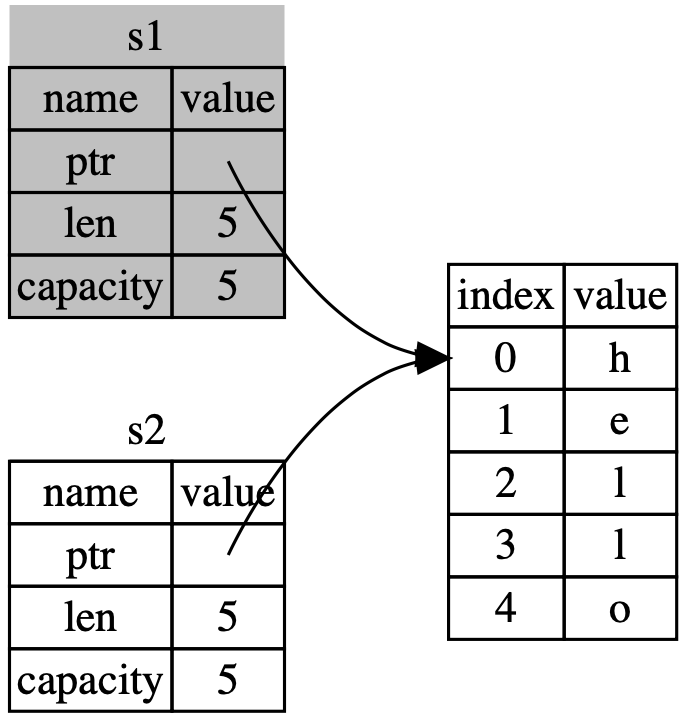 s1
name value
ptr
len 5
capacity 5
s2
name value
ptr
len 5
capacity 5
index value
0 h
1 e
2 l
3 l
4 o